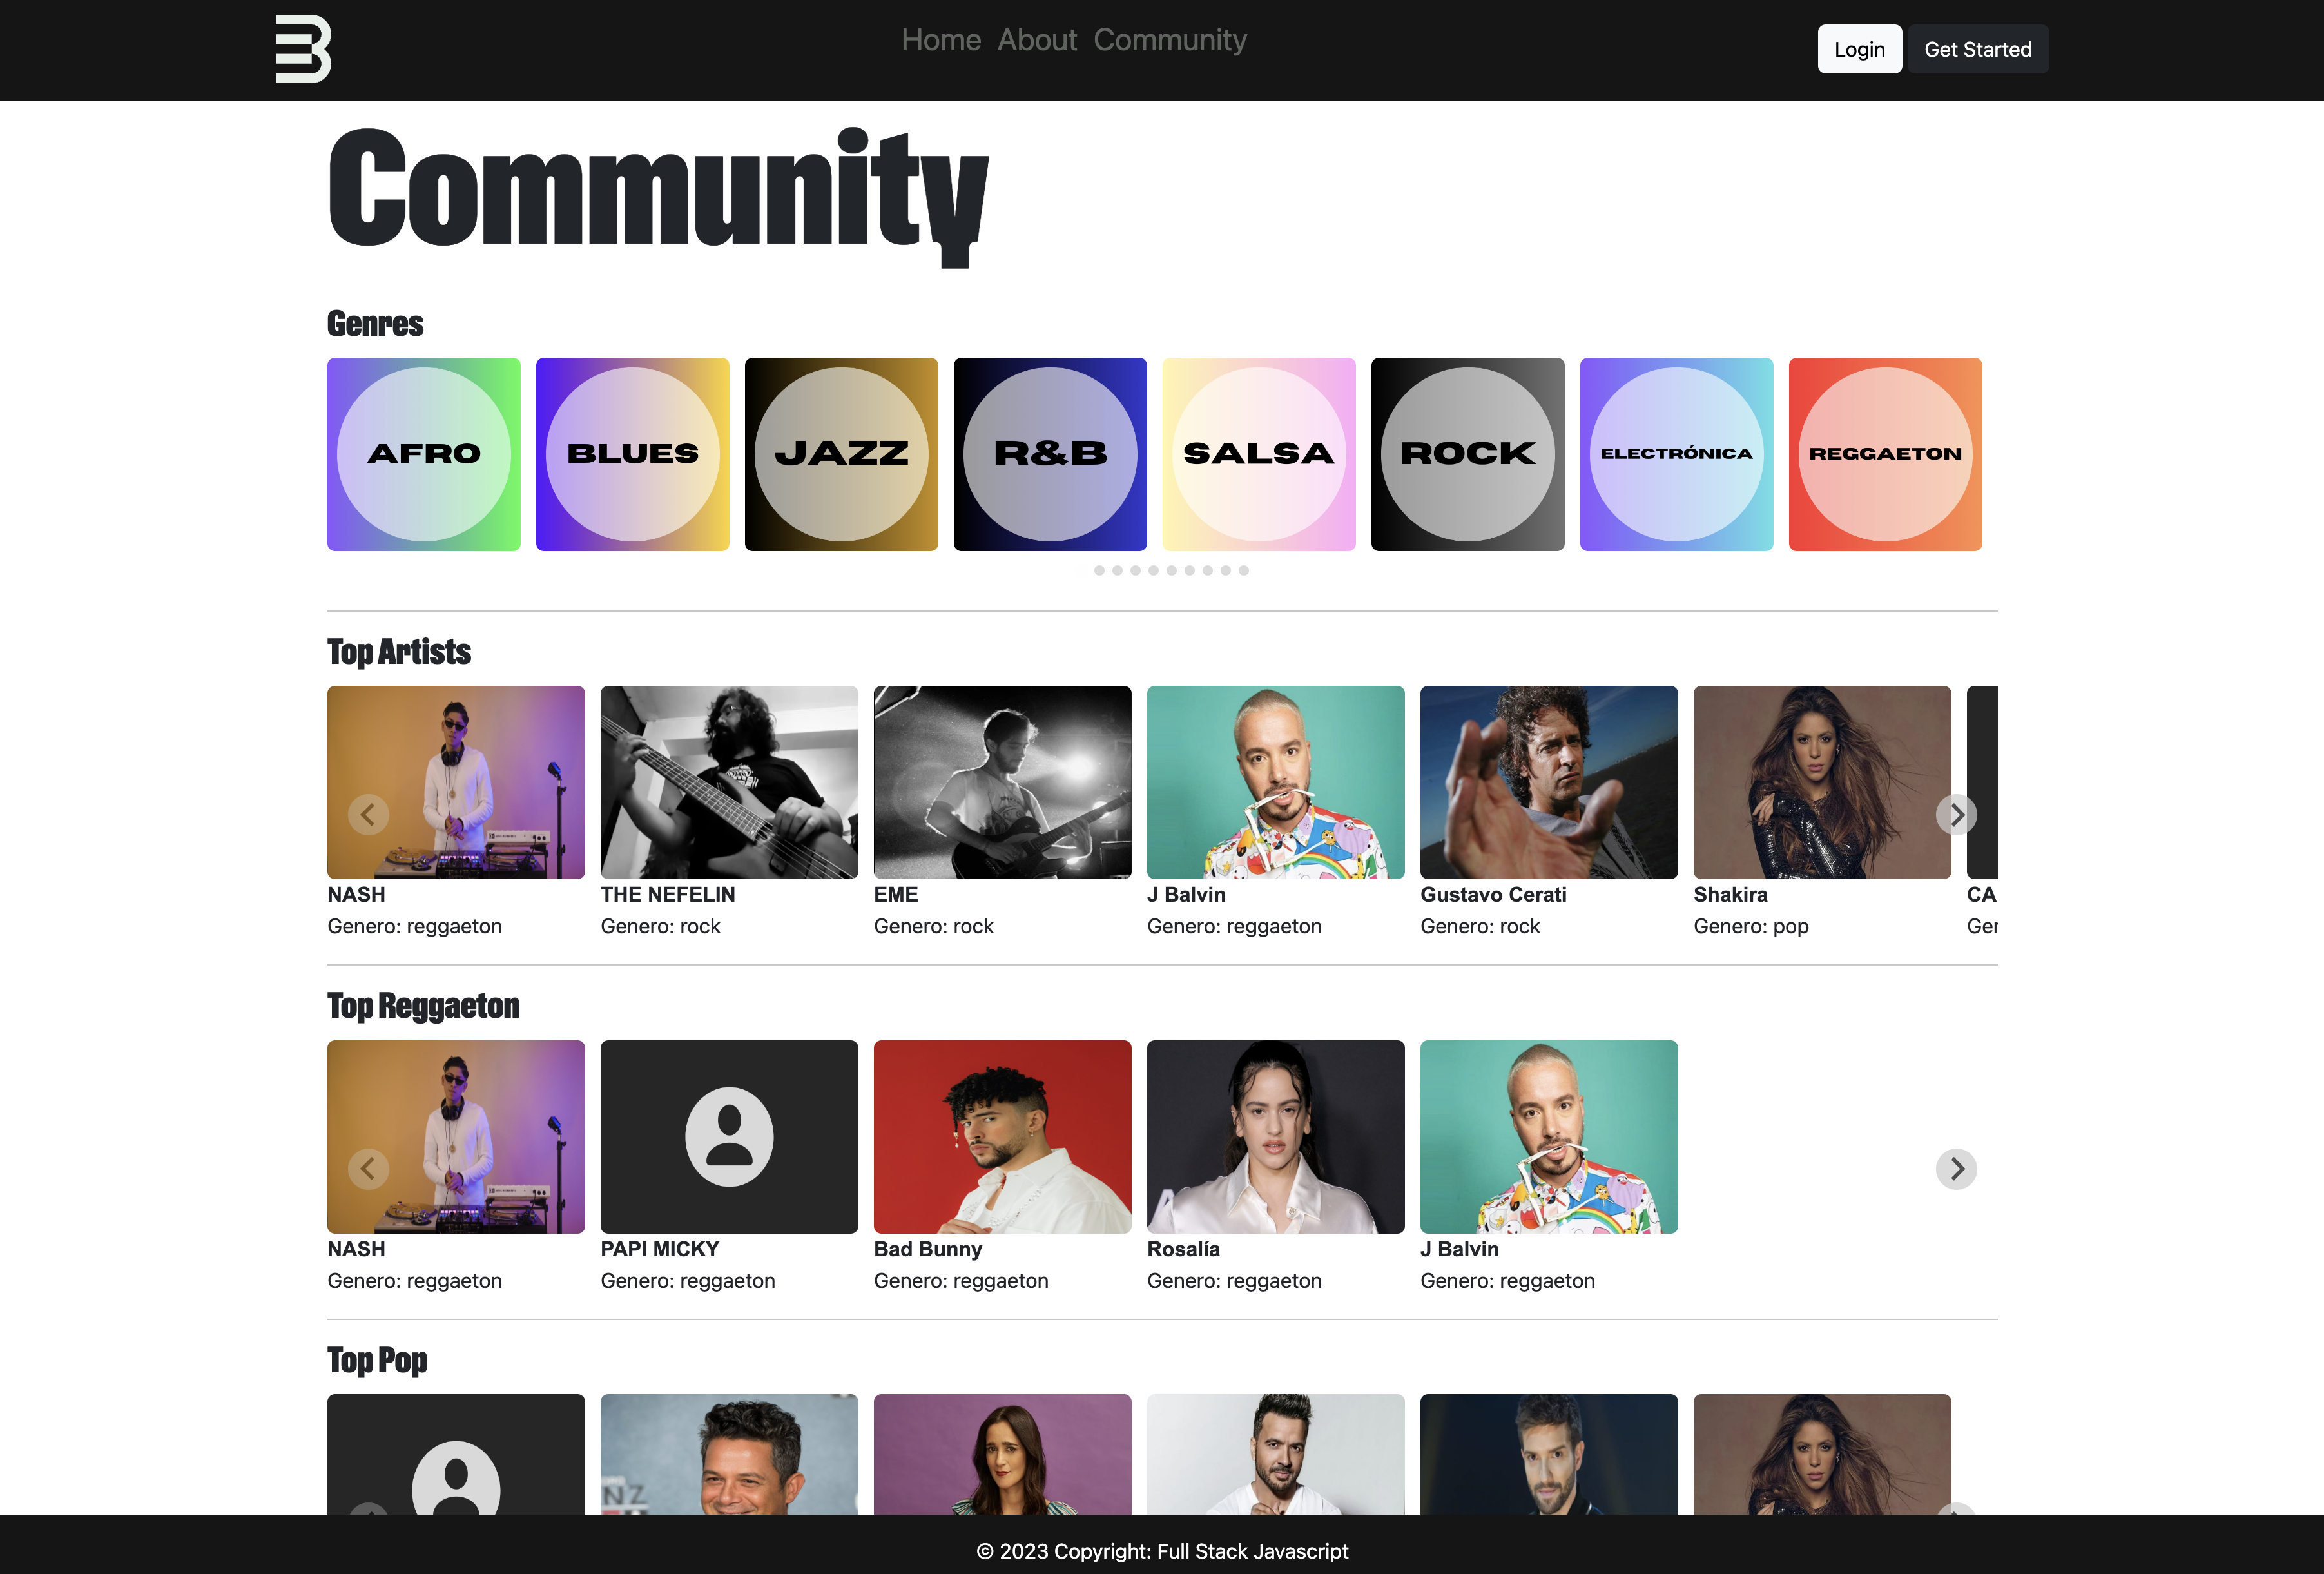 Home About Community
Login Get Started
Community
Genres
AFRO BLUES JAZZ R&B SALSA ROCK ELECTRÓNICA REGGAETON
Top Artists
NASH THE NEFELIN EME J Balvin Gustavo Cerati Shakira CA
Genero: reggaeton Genero: rock Genero: rock Genero: reggaeton Genero: rock Genero: pop Ger
Top Reggaeton
NASH PAPI MICKY Bad Bunny Rosalía J Balvin
Genero: reggaeton Genero: reggaeton Genero: reggaeton Genero: reggaeton Genero: reggaeton
Top Pop
NZ
© 2023 Copyright: Full Stack Javascript